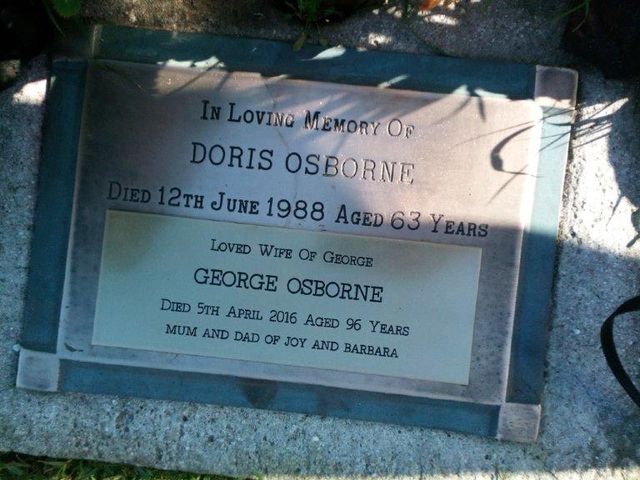 In Loving Memory Of
DORIS OSBORNE
Died 12th June 1988 Aged 63 Years
Loved Wife Of George
GEORGE OSBORNE
Died 5th April 2016 Aged 96 Years
MUM AND DAD OF JOY AND BARBARA